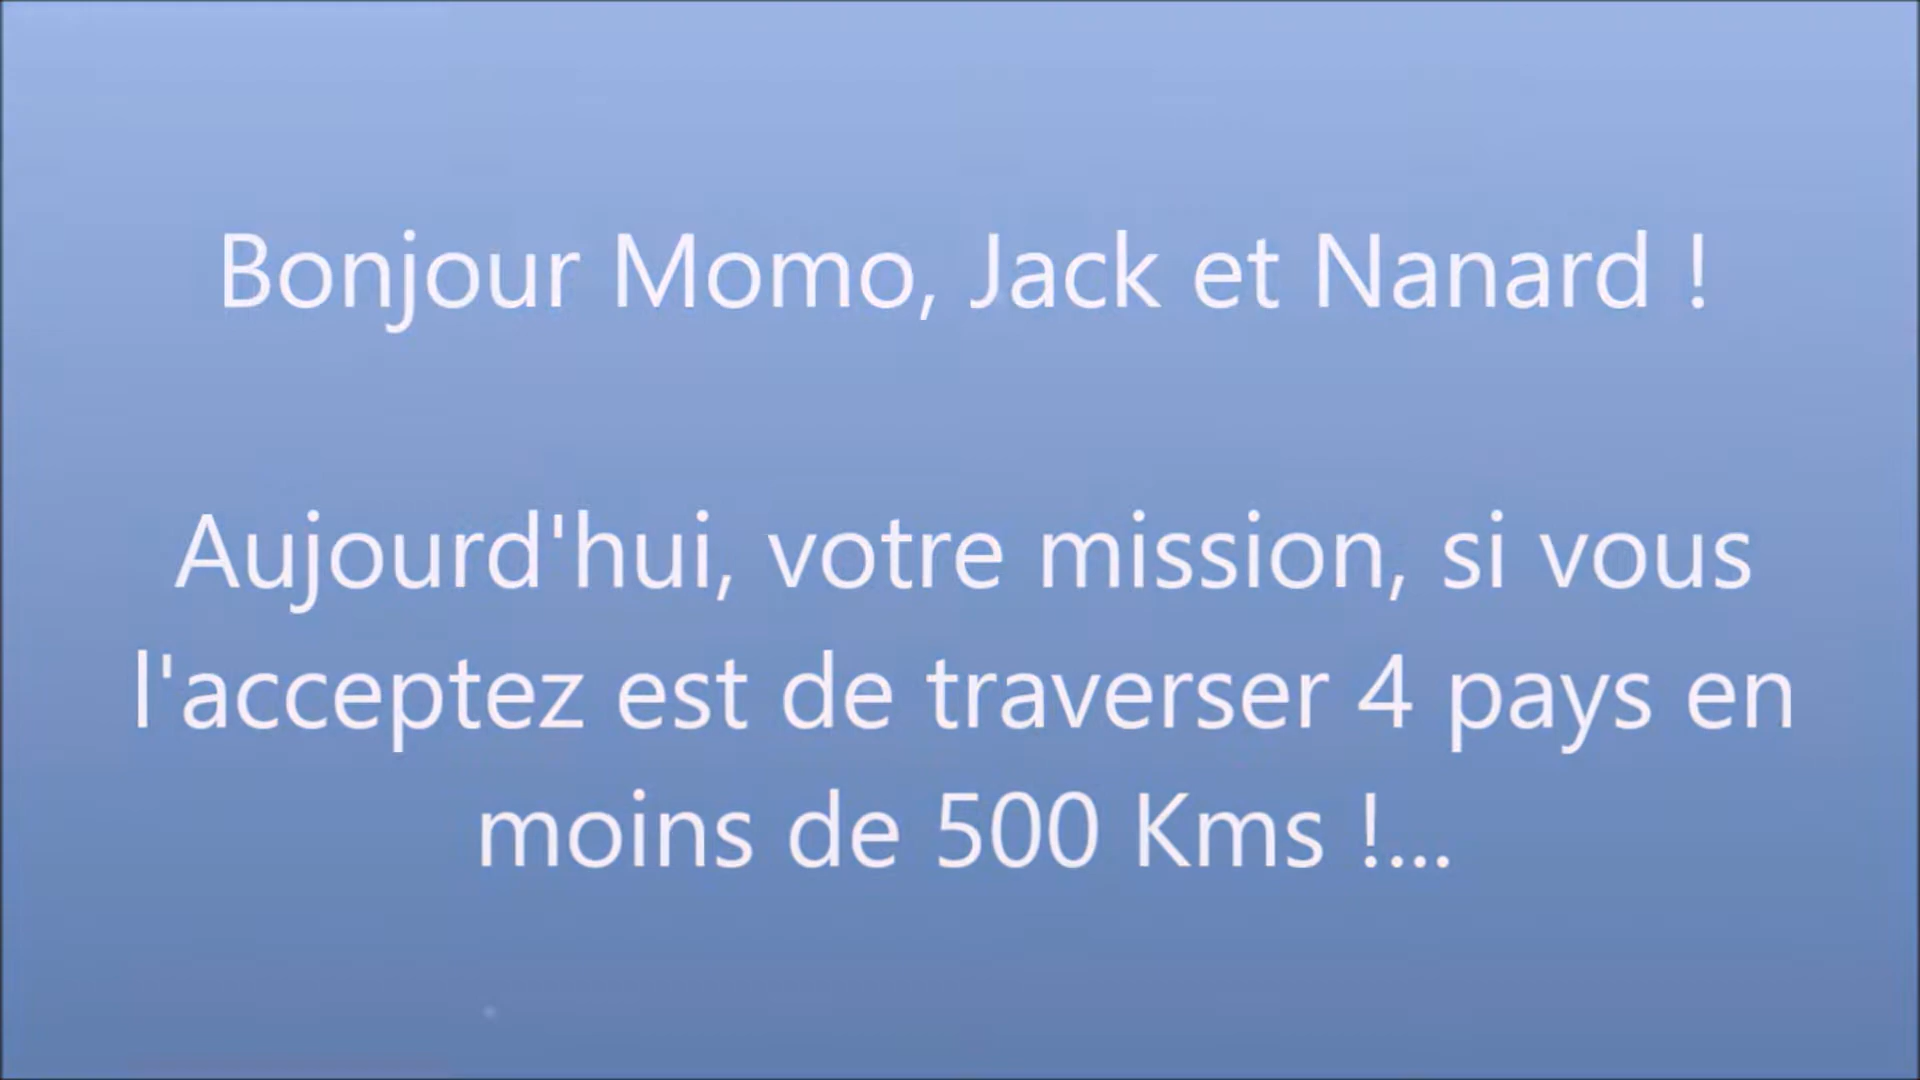 Bonjour Momo, Jack et Nanard !
Aujourd'hui, votre mission, si vous
l'acceptez est de traverser 4 pays en
moins de 500 Kms !...